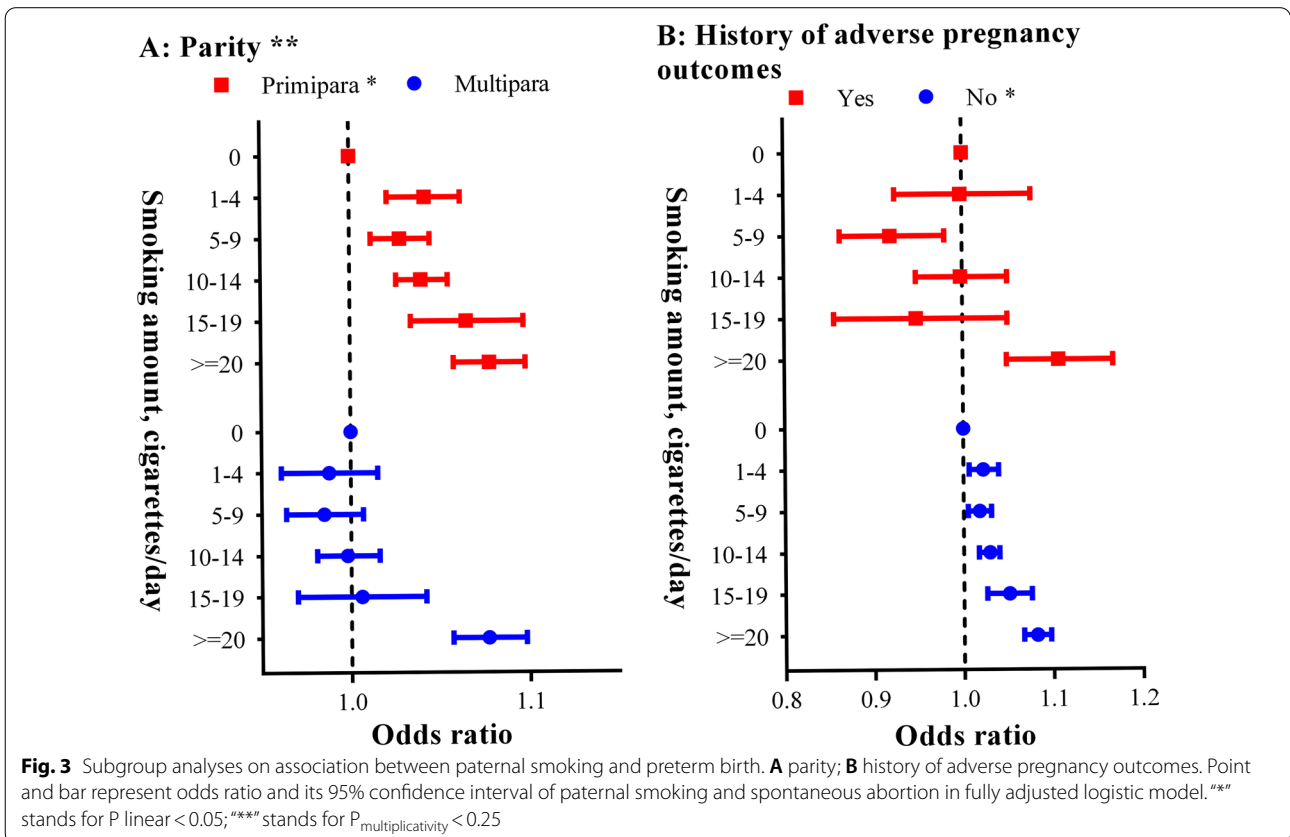 A: Parity **
Primipara * Multipara
0
1-4
5-9
10-14
15-19
>=20
0
1-4
5-9
10-14
15-19
>=20
Smoking amount, cigarettes/day
1.0 1.1
Odds ratio
B: History of adverse pregnancy
outcomes
Yes No *
0
1-4
5-9
10-14
15-19
>=20
0
1-4
5-9
10-14
15-19
>=20
Smoking amount, cigarettes/day
0.8 0.9 1.0 1.1 1.2
Odds ratio
Fig. 3 Subgroup analyses on association between paternal smoking and preterm birth. A parity; B history of adverse pregnancy outcomes. Point
and bar represent odds ratio and its 95% confidence interval of paternal smoking and spontaneous abortion in fully adjusted logistic model. “*”
stands for P linear < 0.05; “**” stands for Pmultiplicativity < 0.25